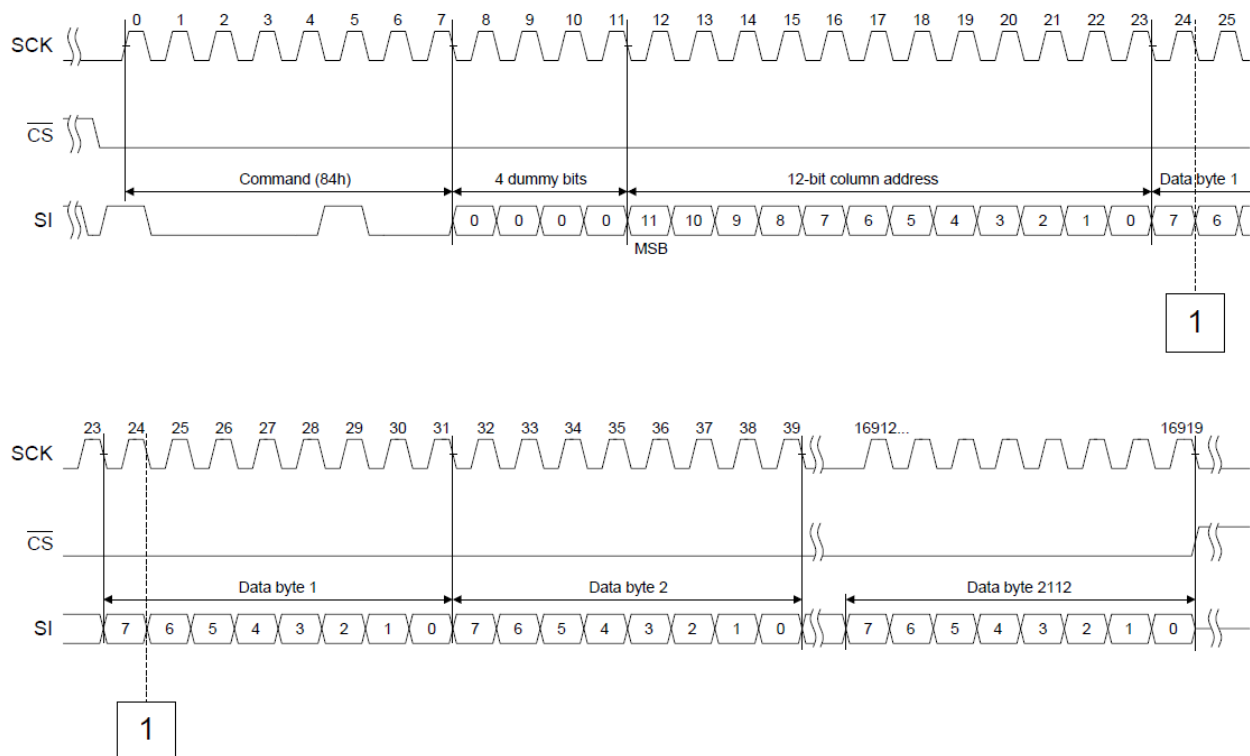 0 1 2 3 4 5 6 7 8 9 10 11 12 13 14 15 16 17 18 19 20 21 22 23 24 25
SCK
CS
Command (84h) 4 dummy bits 12-bit column address Data byte 1
SI 0 0 0 0 11 10 9 8 7 6 5 4 3 2 1 0 7 6
MSB
1
23 24 25 26 27 28 29 30 31 32 33 34 35 36 37 38 39 16912... 16919
SCK
CS
Data byte 1 Data byte 2 Data byte 2112
SI 7 6 5 4 3 2 1 0 7 6 5 4 3 2 1 0 7 6 5 4 3 2 1 0
1